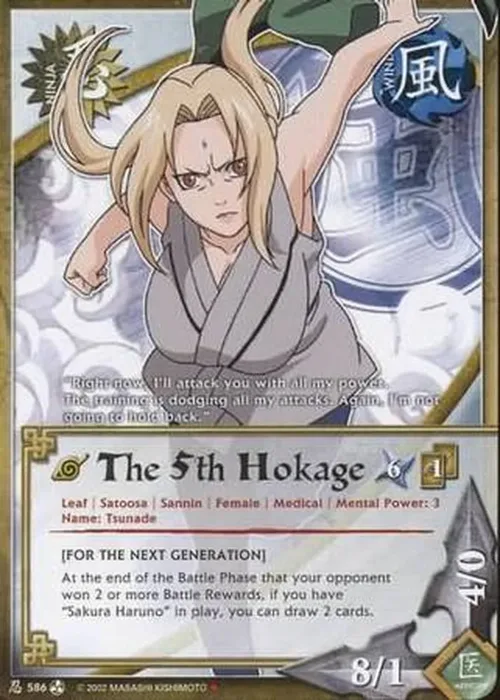 NINJA
3
WIND
風
"Right now, I'll attack you with all my power.
The training is dodging all my attacks. Again, I'm not
going to hold back."
The 5th Hokage 6 1
Leaf | Satoosa | Sannin | Female | Medical | Mental Power: 3
Name: Tsunade
[FOR THE NEXT GENERATION]
At the end of the Battle Phase that your opponent
won 2 or more Battle Rewards, if you have
"Sakura Haruno" in play, you can draw 2 cards.
4/0
8/1
医
忍 586 © 2002 MASASHI KISHIMOTO